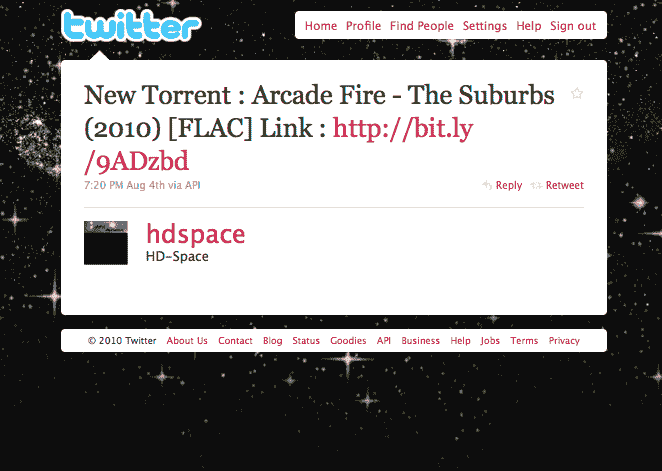 twitter
Home Profile Find People Settings Help Sign out
New Torrent : Arcade Fire - The Suburbs
(2010) [FLAC] Link : http://bit.ly
/9ADzbd
7:20 PM Aug 4th via API
Reply Retweet
hdspace
HD-Space
© 2010 Twitter About Us Contact Blog Status Goodies API Business Help Jobs Terms Privacy